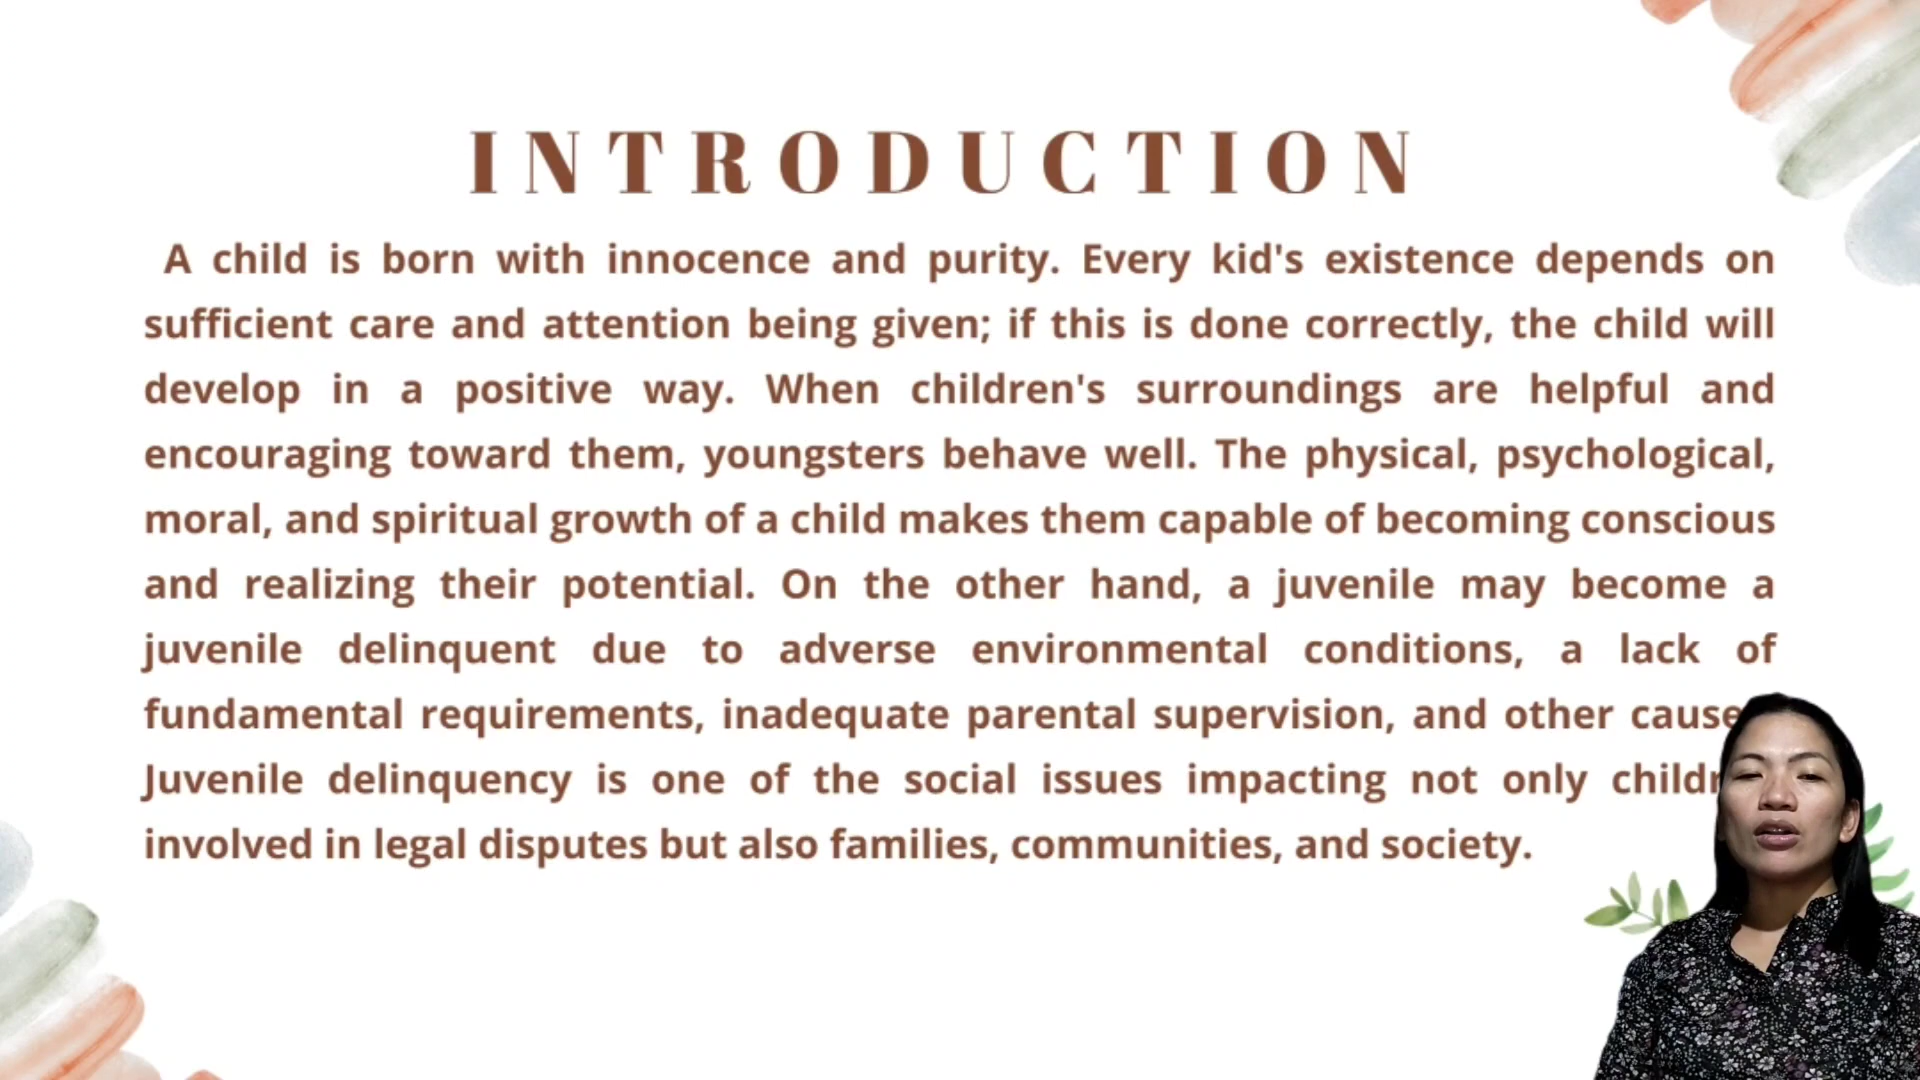 INTRODUCTION
A child is born with innocence and purity. Every kid's existence depends on
sufficient care and attention being given; if this is done correctly, the child will
develop in a positive way. When children's surroundings are helpful and
encouraging toward them, youngsters behave well. The physical, psychological,
moral, and spiritual growth of a child makes them capable of becoming conscious
and realizing their potential. On the other hand, a juvenile may become a
juvenile delinquent due to adverse environmental conditions, a lack of
fundamental requirements, inadequate parental supervision, and other
Juvenile delinquency is one of the social issues impacting not only
involved in legal disputes but also families, communities, and society.